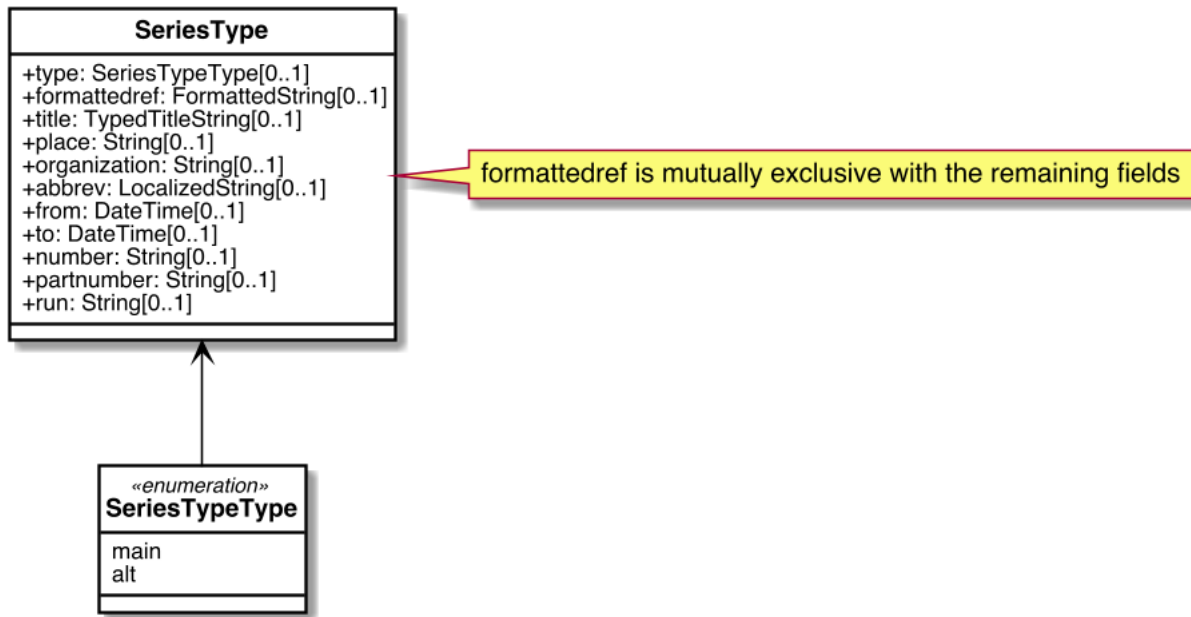 SeriesType
+type: SeriesTypeType[0..1]
+formattedref: FormattedString[0..1]
+title: TypedTitleString[0..1]
+place: String[0..1]
+organization: String[0..1]
+abbrev: LocalizedString[0..1]
+from: DateTime[0..1]
+to: DateTime[0..1]
+number: String[0..1]
+partnumber: String[0..1]
+run: String[0..1]
formattedref is mutually exclusive with the remaining fields
«enumeration»
SeriesTypeType
main
alt